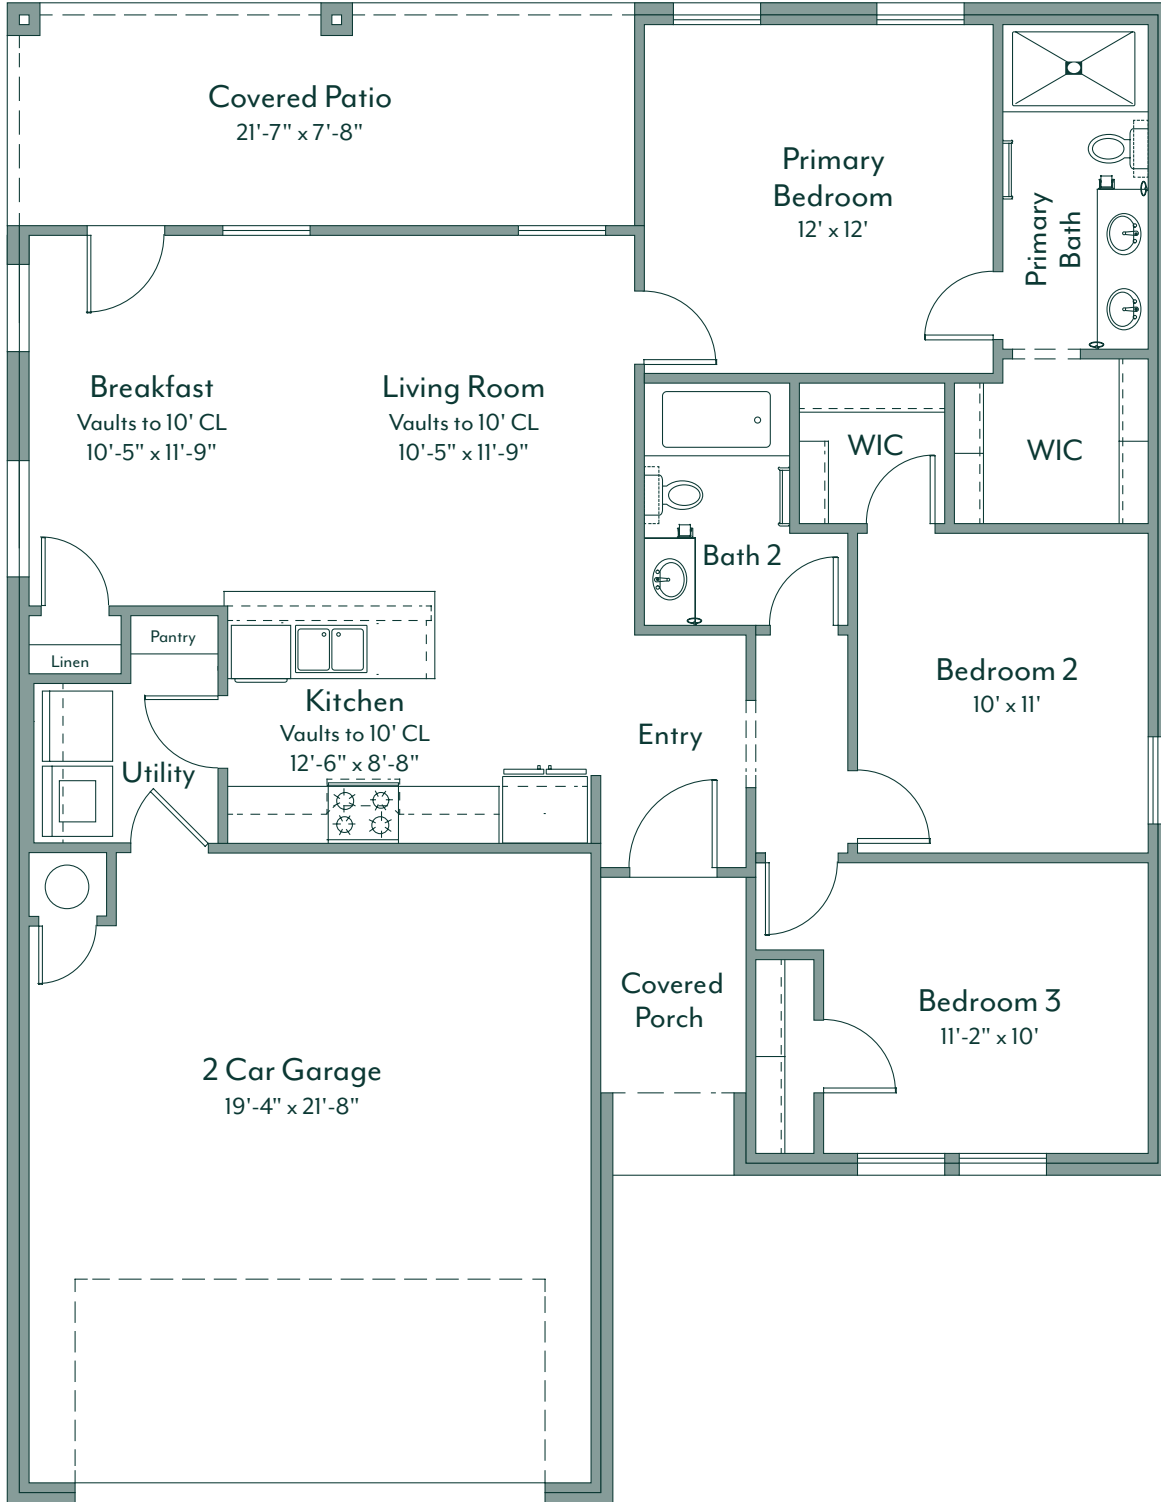 Covered Patio
21'-7" x 7'-8"
Primary
Bedroom
12' x 12'
Primary
Bath
Breakfast
Vaults to 10' CL
10'-5" x 11'-9"
Living Room
Vaults to 10' CL
10'-5" x 11'-9"
WIC
WIC
Bath 2
Linen
Pantry
Kitchen
Vaults to 10' CL
12'-6" x 8'-8"
Utility
Entry
Bedroom 2
10' x 11'
Covered
Porch
Bedroom 3
11'-2" x 10'
2 Car Garage
19'-4" x 21'-8"